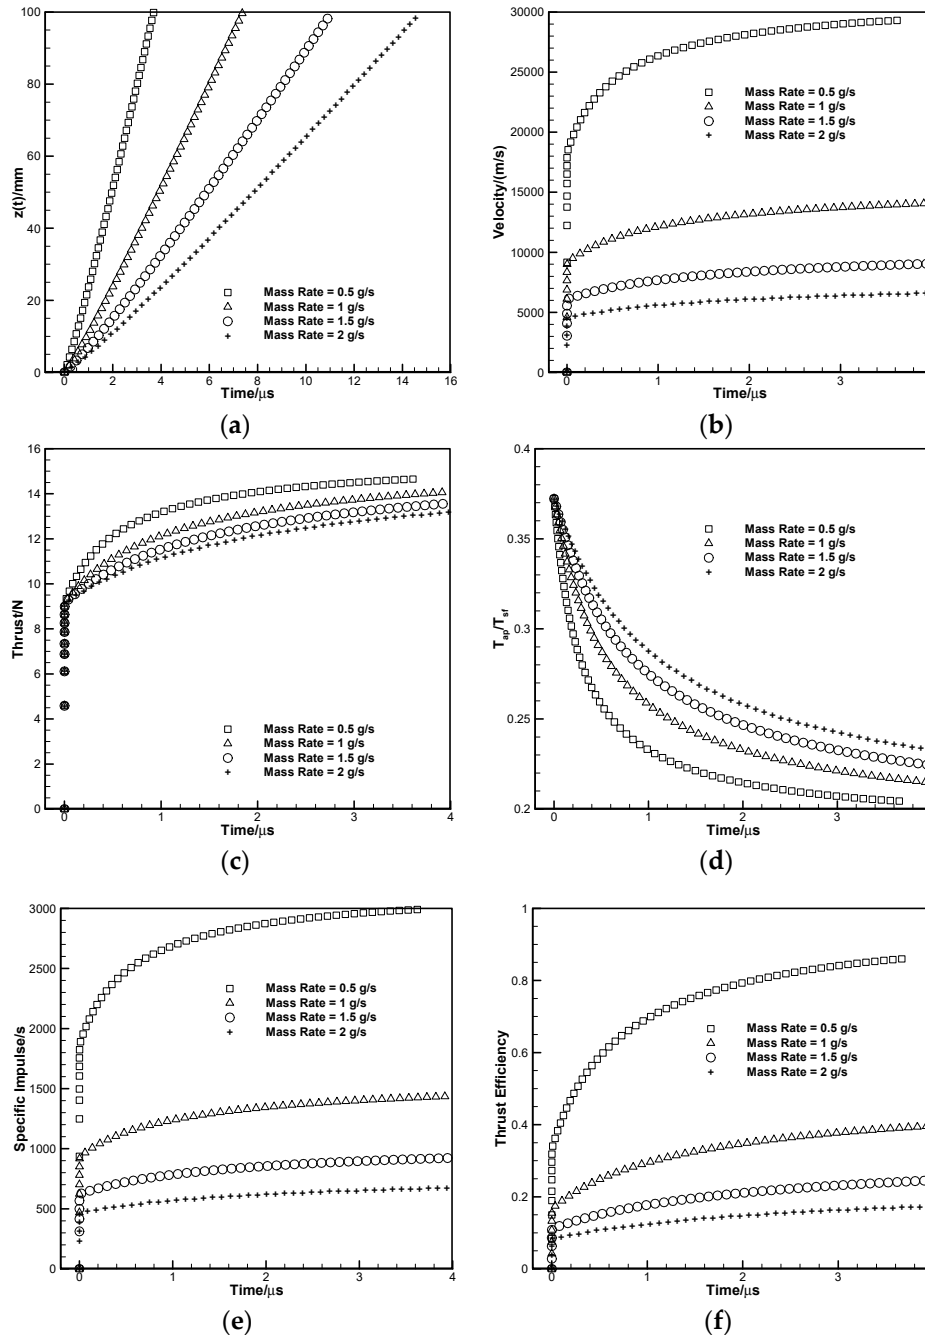 100
80
60
40
20
0
z(t)/mm
Mass Rate = 0.5 g/s
Mass Rate = 1 g/s
Mass Rate = 1.5 g/s
Mass Rate = 2 g/s
0 2 4 6 8 10 12 14 16
Time/μs
(a)
30000
25000
20000
15000
10000
5000
0
Velocity/(m/s)
Mass Rate = 0.5 g/s
Mass Rate = 1 g/s
Mass Rate = 1.5 g/s
Mass Rate = 2 g/s
0 1 2 3
Time/μs
(b)
16
14
12
10
8
6
4
2
0
Thrust/N
Mass Rate = 0.5 g/s
Mass Rate = 1 g/s
Mass Rate = 1.5 g/s
Mass Rate = 2 g/s
0 1 2 3 4
Time/μs
(c)
0.4
0.35
0.3
0.25
0.2
Tap/Tsf
Mass Rate = 0.5 g/s
Mass Rate = 1 g/s
Mass Rate = 1.5 g/s
Mass Rate = 2 g/s
0 1 2 3
Time/μs
(d)
3000
2500
2000
1500
1000
500
0
Specific Impulse/s
Mass Rate = 0.5 g/s
Mass Rate = 1 g/s
Mass Rate = 1.5 g/s
Mass Rate = 2 g/s
0 1 2 3 4
Time/μs
(e)
1
0.8
0.6
0.4
0.2
0
Thrust Efficiency
Mass Rate = 0.5 g/s
Mass Rate = 1 g/s
Mass Rate = 1.5 g/s
Mass Rate = 2 g/s
0 1 2 3
Time/μs
(f)